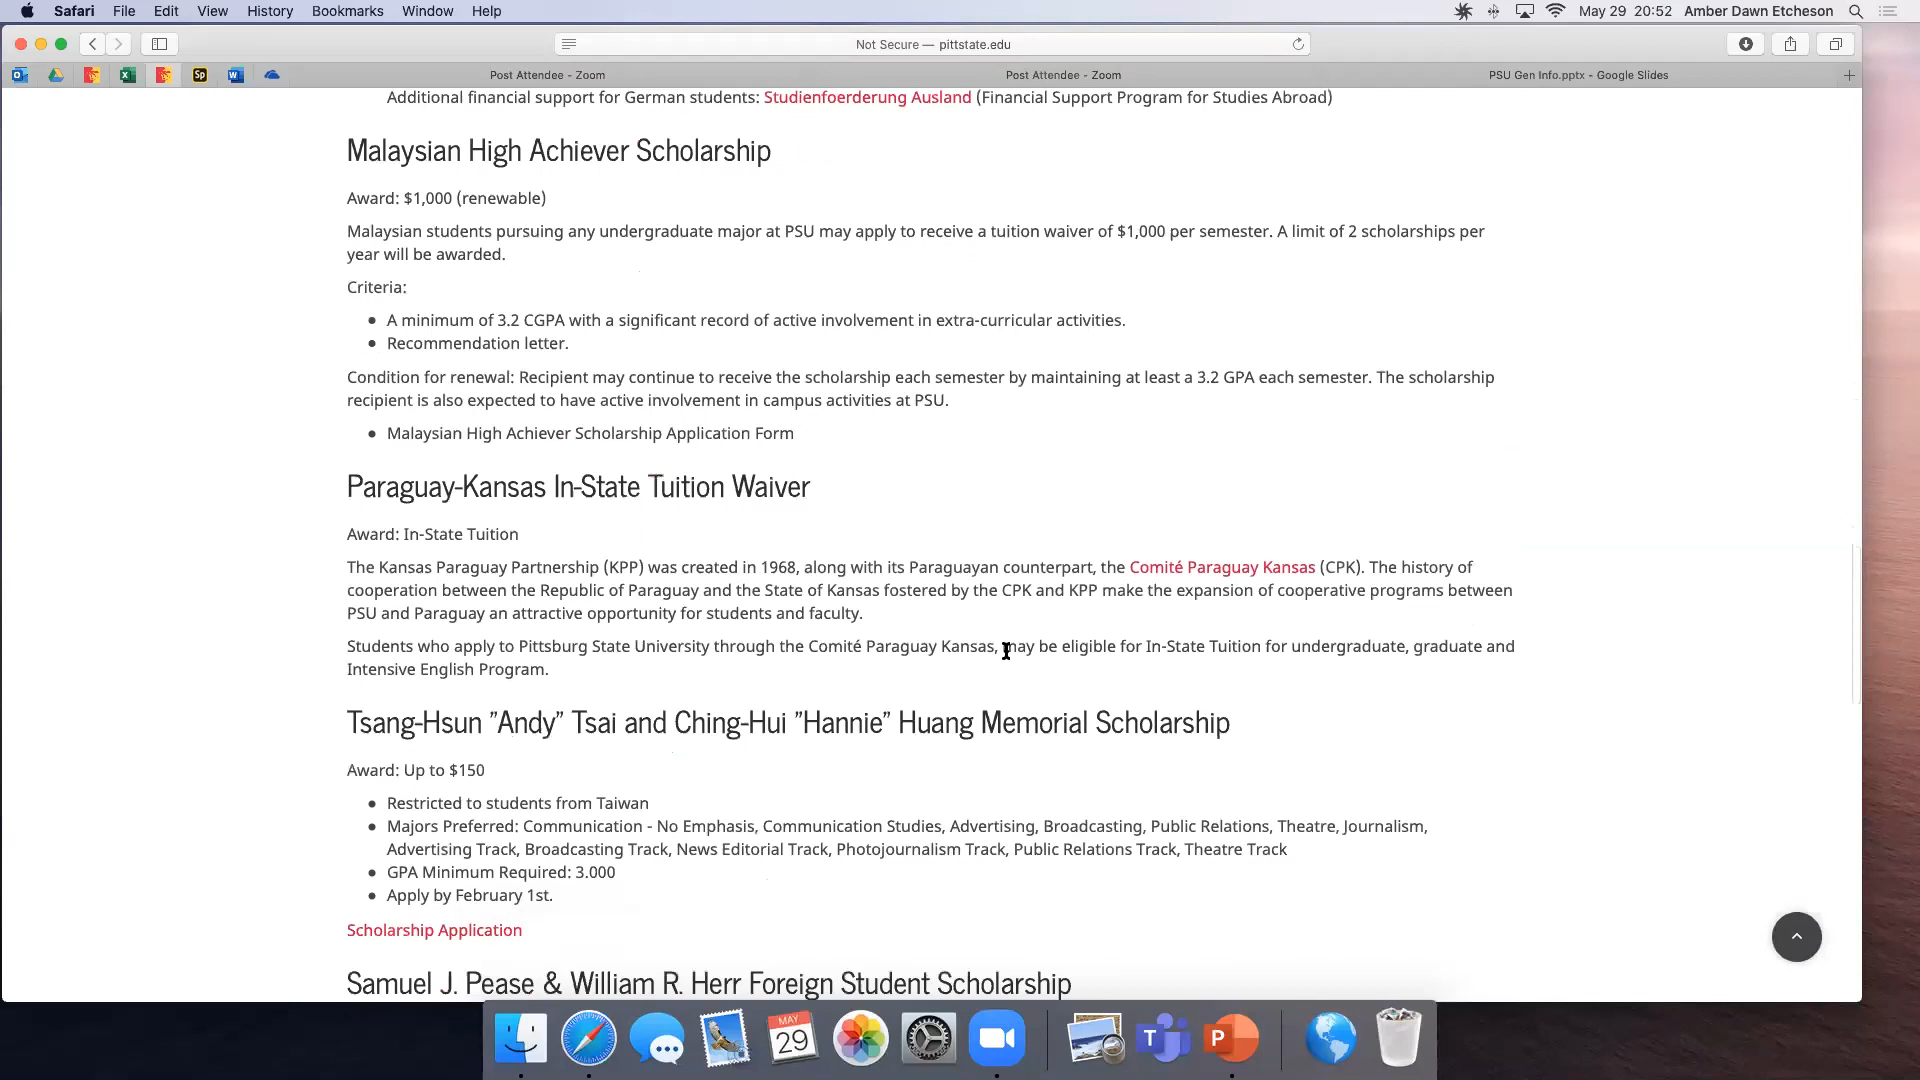 Safari File Edit View History Bookmarks Window Help May 29 20:52 Amber Dawn Etcheson
Not Secure — pittstate.edu
Post Attendee - Zoom Post Attendee - Zoom PSU Gen Info.pptx - Google Slides
Additional financial support for German students: Studienfoerderung Ausland (Financial Support Program for Studies Abroad)
Malaysian High Achiever Scholarship
Award: $1,000 (renewable)
Malaysian students pursuing any undergraduate major at PSU may apply to receive a tuition waiver of $1,000 per semester. A limit of 2 scholarships per
year will be awarded.
Criteria:
• A minimum of 3.2 CGPA with a significant record of active involvement in extra-curricular activities.
• Recommendation letter.
Condition for renewal: Recipient may continue to receive the scholarship each semester by maintaining at least a 3.2 GPA each semester. The scholarship
recipient is also expected to have active involvement in campus activities at PSU.
• Malaysian High Achiever Scholarship Application Form
Paraguay-Kansas In-State Tuition Waiver
Award: In-State Tuition
The Kansas Paraguay Partnership (KPP) was created in 1968, along with its Paraguayan counterpart, the Comité Paraguay Kansas (CPK). The history of
cooperation between the Republic of Paraguay and the State of Kansas fostered by the CPK and KPP make the expansion of cooperative programs between
PSU and Paraguay an attractive opportunity for students and faculty.
Students who apply to Pittsburg State University through the Comité Paraguay Kansas, may be eligible for In-State Tuition for undergraduate, graduate and
Intensive English Program.
Tsang-Hsun "Andy" Tsai and Ching-Hui "Hannie" Huang Memorial Scholarship
Award: Up to $150
• Restricted to students from Taiwan
• Majors Preferred: Communication - No Emphasis, Communication Studies, Advertising, Broadcasting, Public Relations, Theatre, Journalism,
Advertising Track, Broadcasting Track, News Editorial Track, Photojournalism Track, Public Relations Track, Theatre Track
• GPA Minimum Required: 3.000
• Apply by February 1st.
Scholarship Application
Samuel J. Pease & William R. Herr Foreign Student Scholarship
MAY
29
T
P